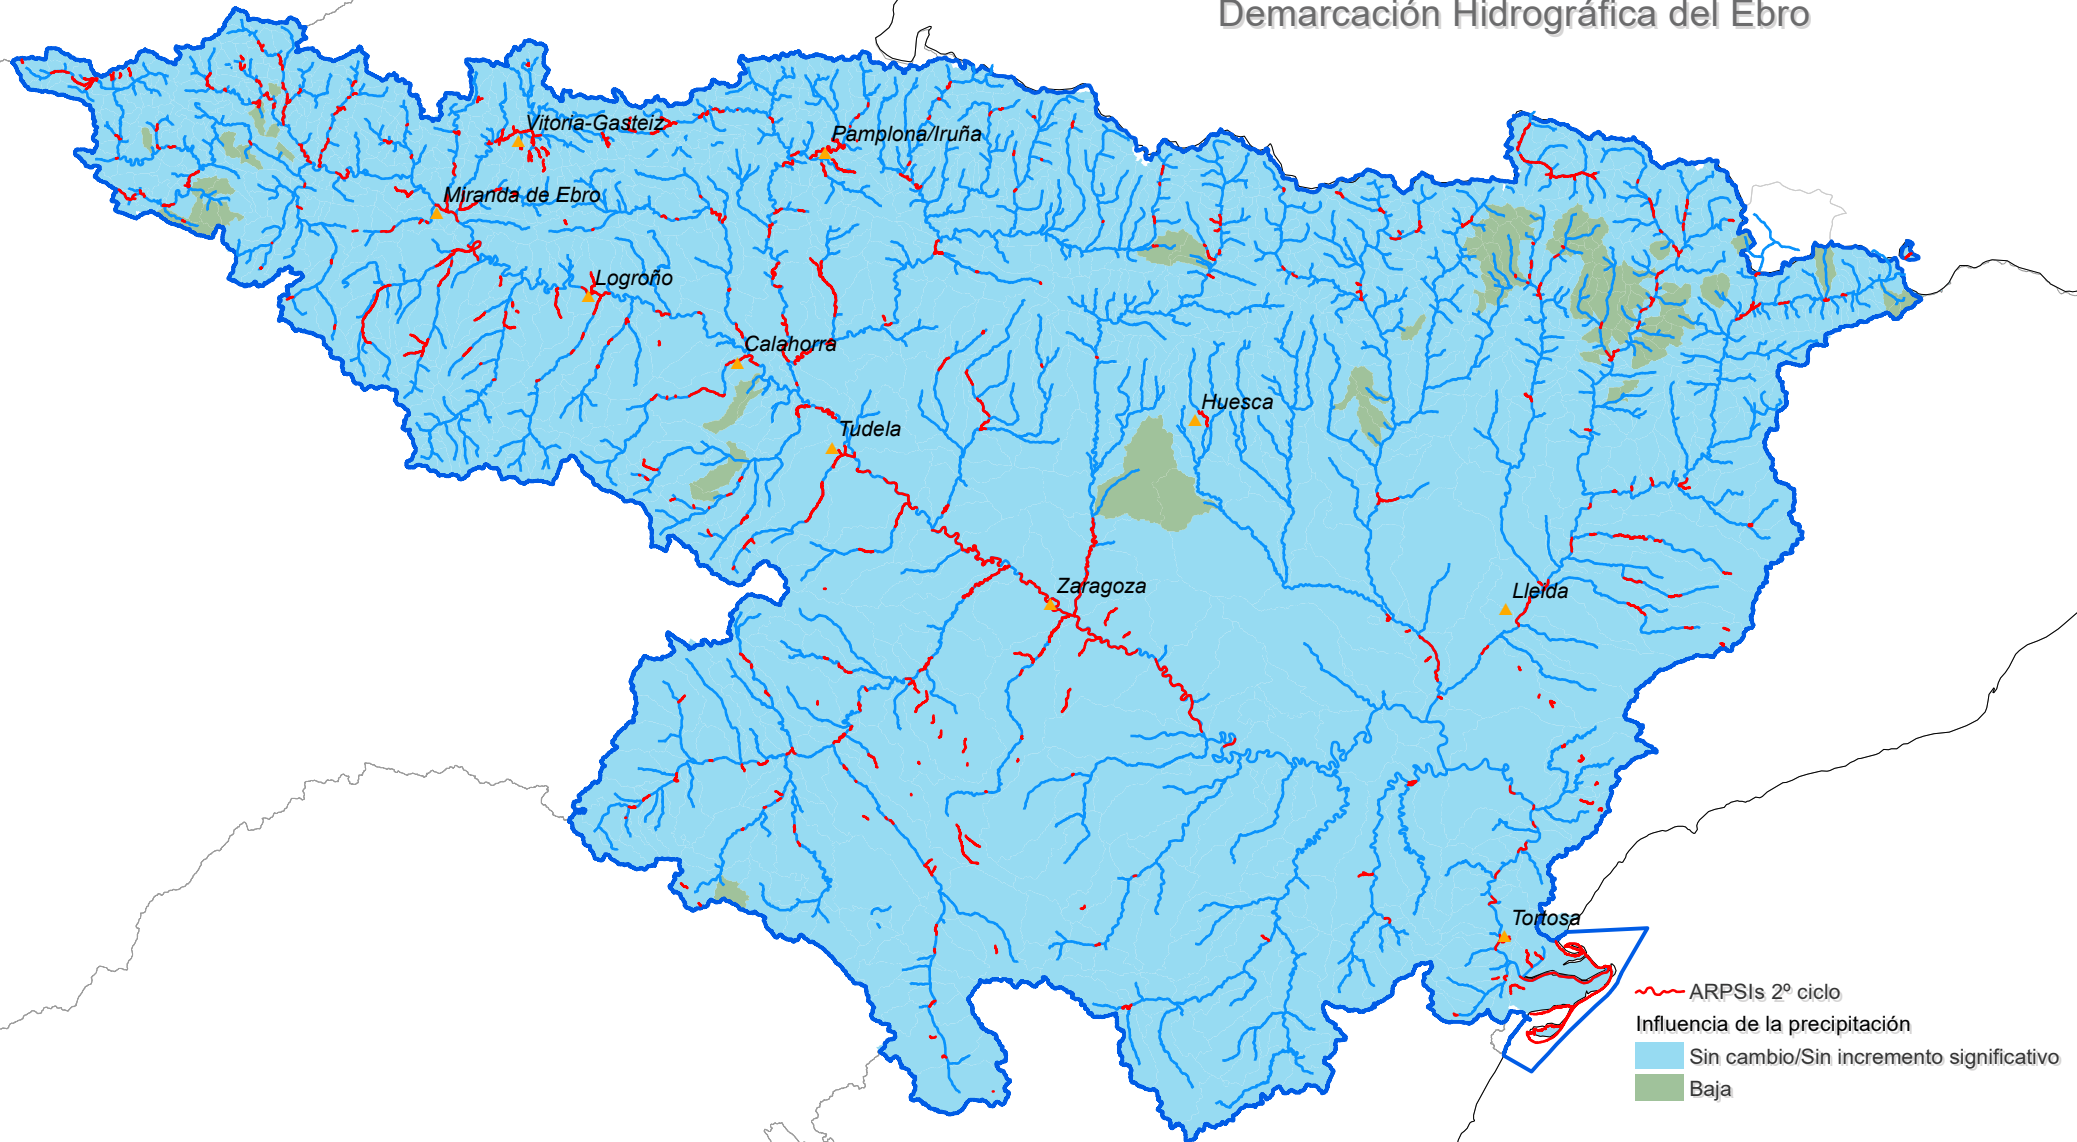 Demarcación Hidrográfica del Ebro
Vitoria-Gasteiz
Pamplona/Iruña
Miranda de Ebro
Logroño
Calahorra
Huesca
Tudela
Zaragoza
Lleida
Tortosa
ARPSIs 2º ciclo
Influencia de la precipitación
Sin cambio/Sin incremento significativo
Baja